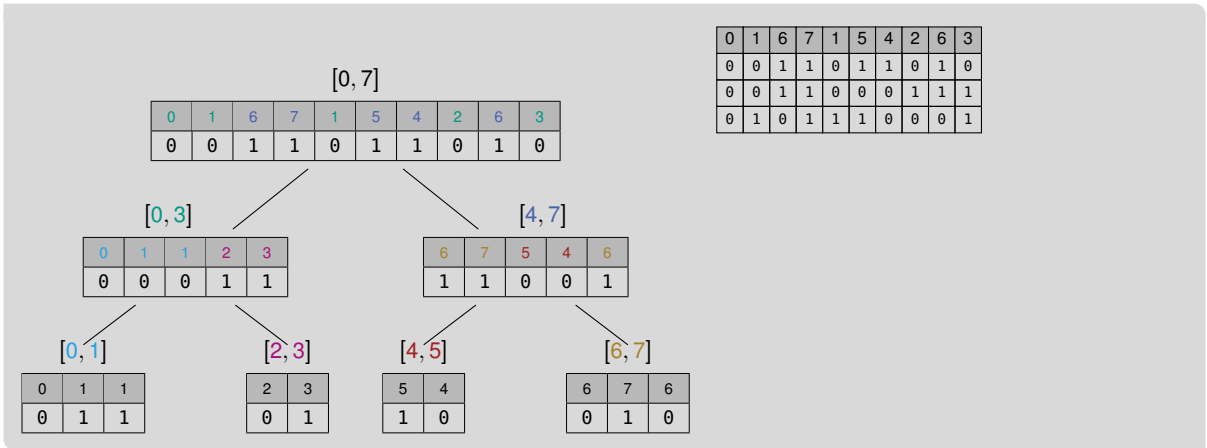 [0, 7]
0 1 6 7 1 5 4 2 6 3
0 0 1 1 0 1 1 0 1 0
[0, 3] [4, 7]
0 1 1 2 3 6 7 5 4 6
0 0 0 1 1 1 1 0 0 1
[0, 1] [2, 3] [4, 5] [6, 7]
0 1 1 2 3 5 4 6 7 6
0 1 1 0 1 1 0 0 1 0
0 1 6 7 1 5 4 2 6 3
0 0 1 1 0 1 1 0 1 0
0 0 1 1 0 0 0 1 1 1
0 1 0 1 1 1 0 0 0 1